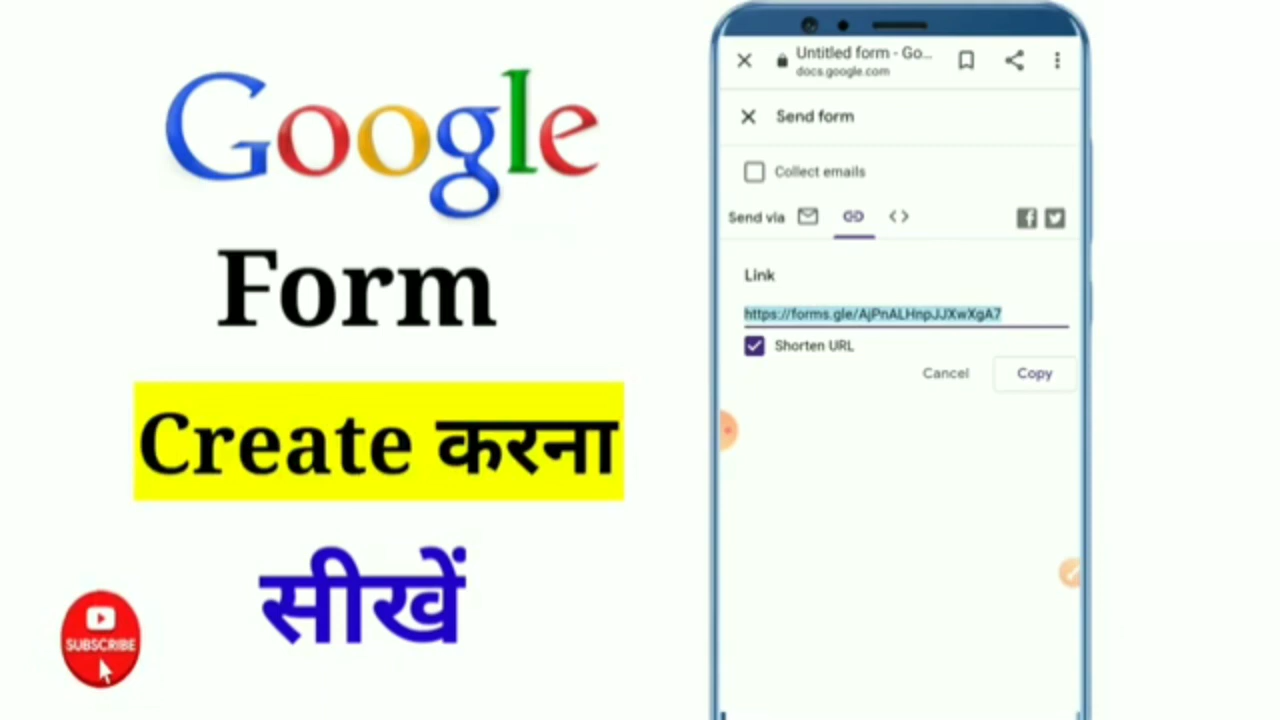 Google
Form
Create करना
सीखें
SUBSCRIBE
Untitled form - Go...
docs.google.com
Send form
Collect emails
Send via
Link
https://forms.gle/AjPnALHnpJJXwXgA7
Shorten URL
Cancel Copy